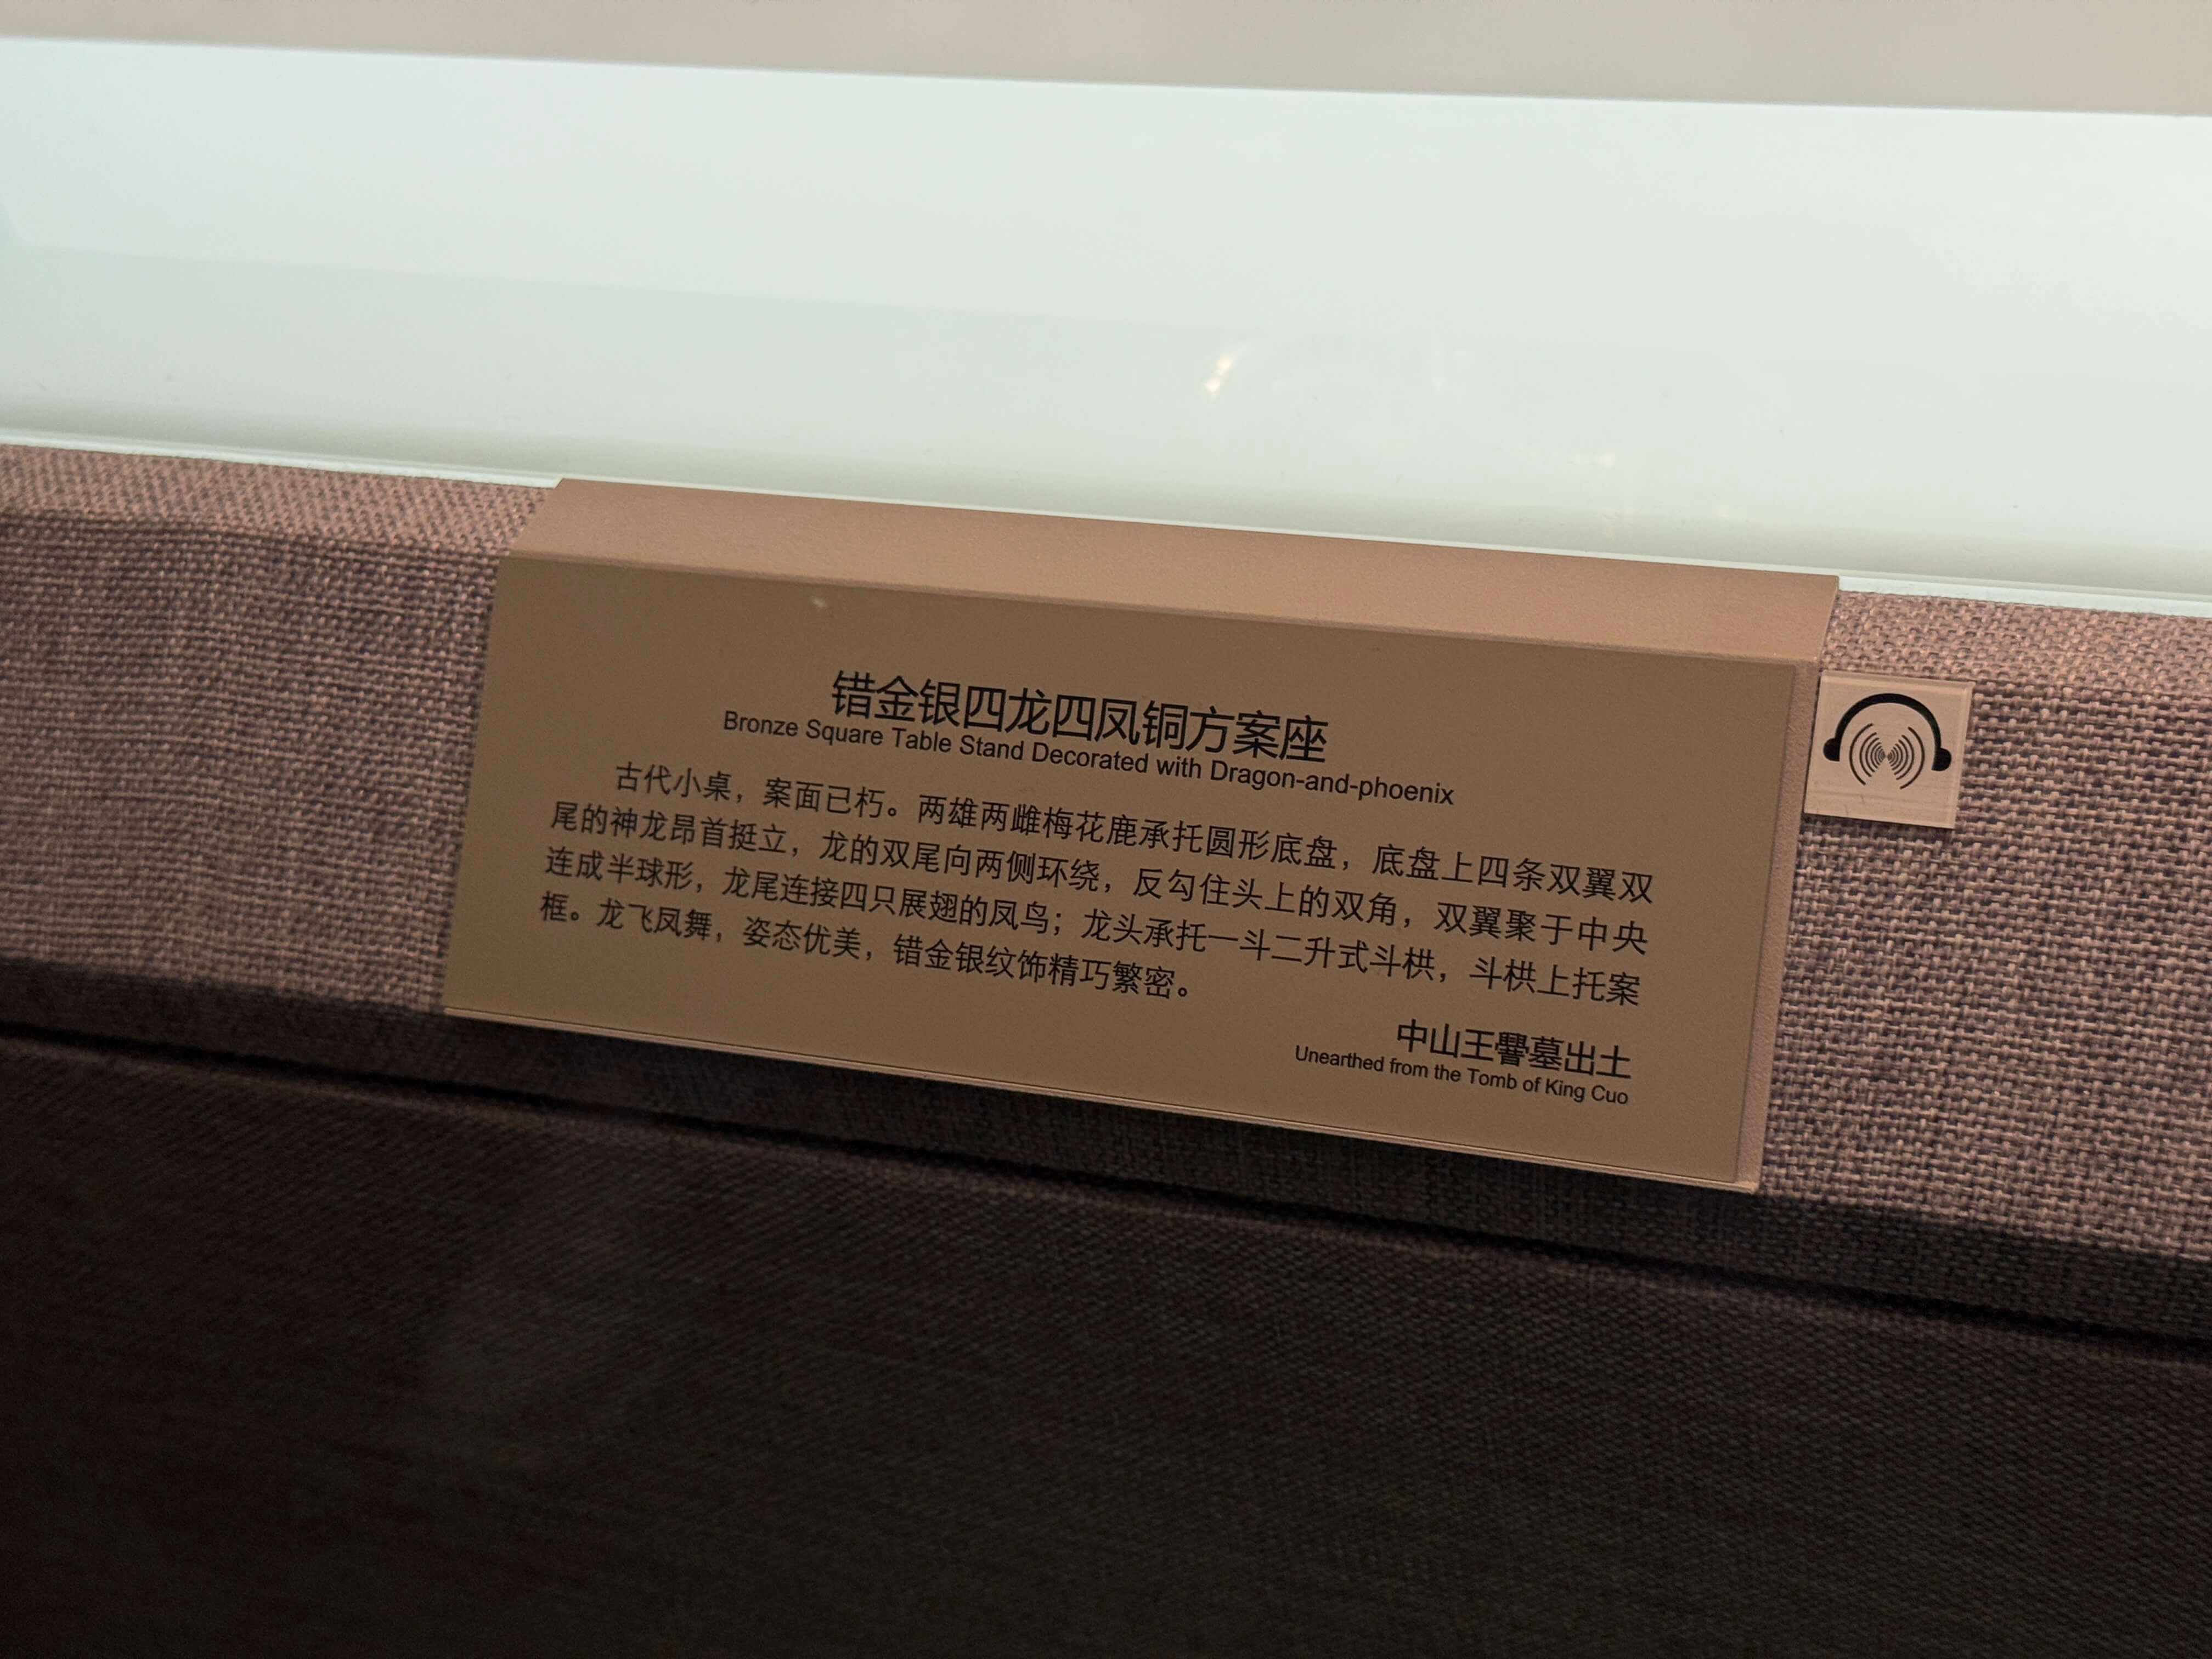 错金银四龙四凤铜方案座
Bronze Square Table Stand Decorated with Dragon-and-phoenix
古代小桌，案面已朽。两雄两雌梅花鹿承托圆形底盘，底盘上四条双翼双
尾的神龙昂首挺立，龙的双尾向两侧环绕，反勾住头上的双角，双翼聚于中央
连成半球形，龙尾连接四只展翅的凤鸟；龙头承托一斗二升式斗栱，斗栱上托案
框。龙飞凤舞，姿态优美，错金银纹饰精巧繁密。
中山王䰜墓出土
Unearthed from the Tomb of King Cuo